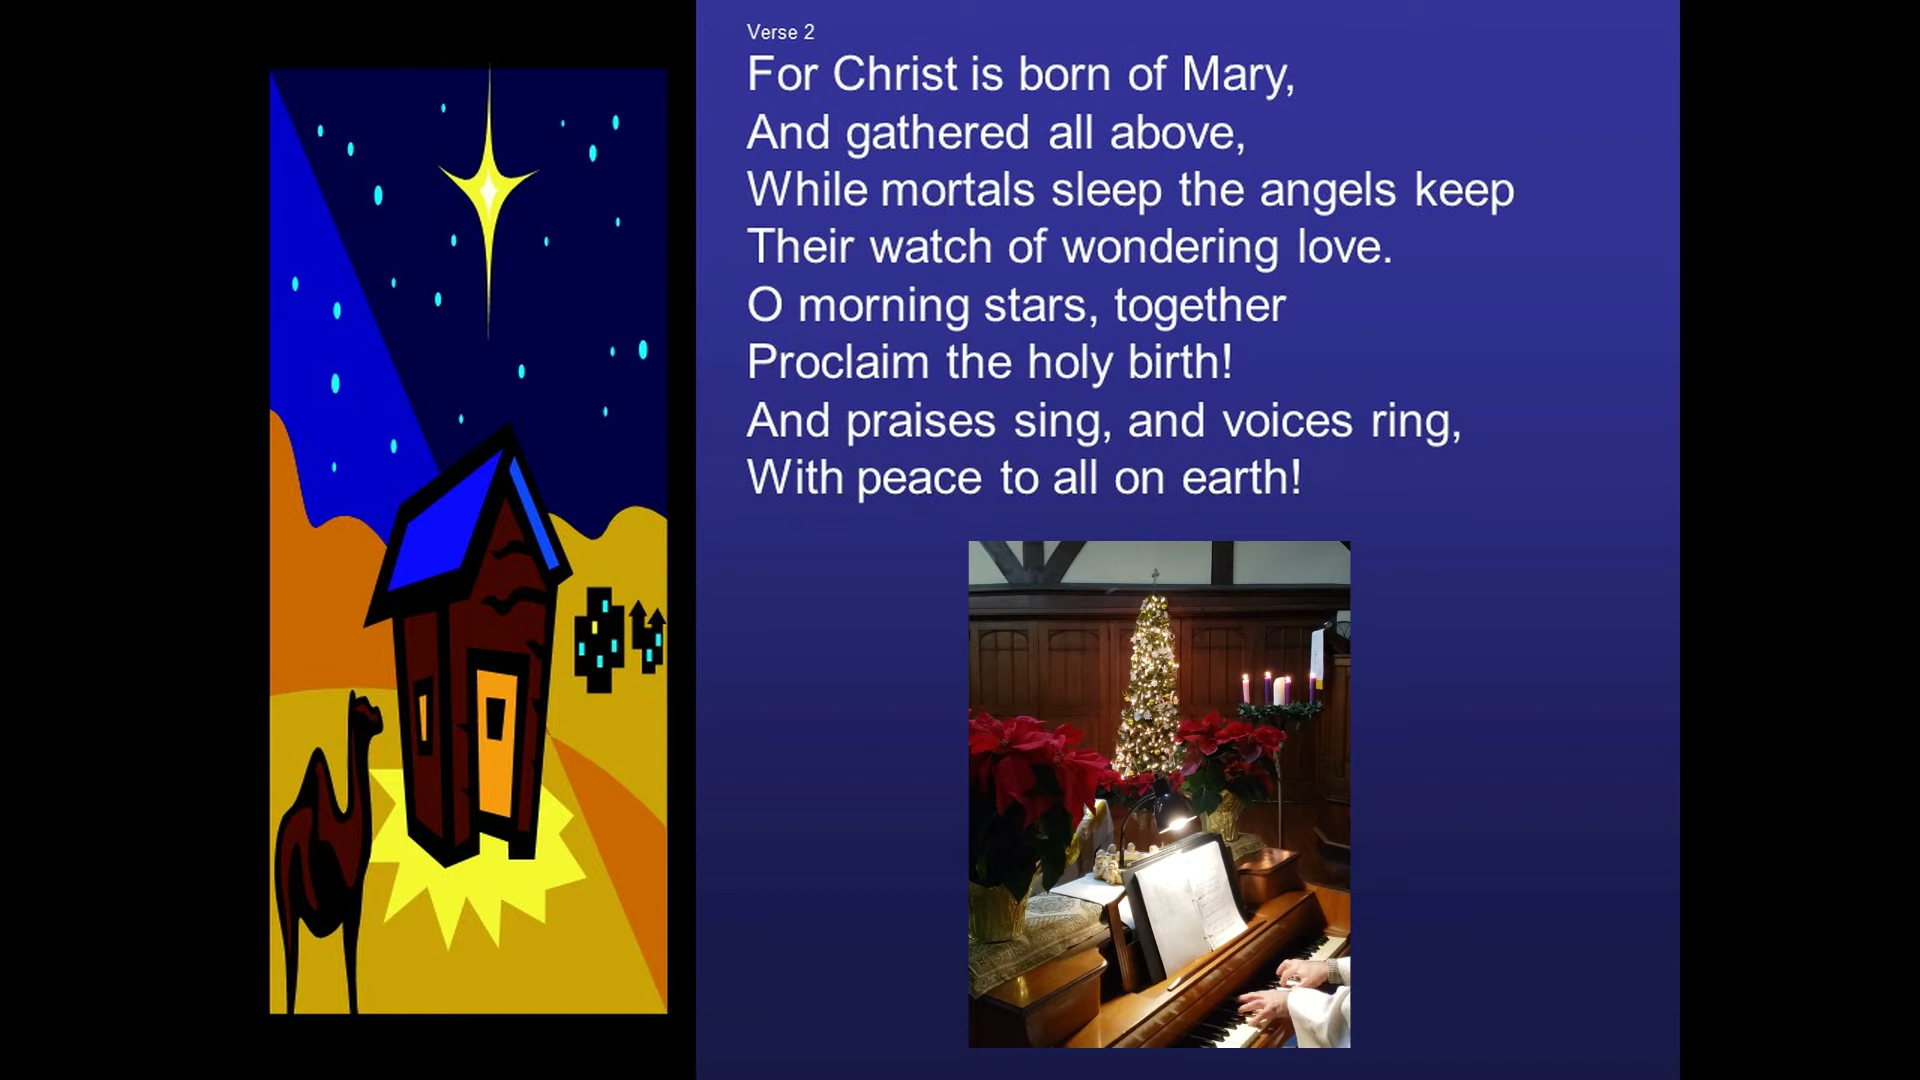 Verse 2
For Christ is born of Mary,
And gathered all above,
While mortals sleep the angels keep
Their watch of wondering love.
O morning stars, together
Proclaim the holy birth!
And praises sing, and voices ring,
With peace to all on earth!